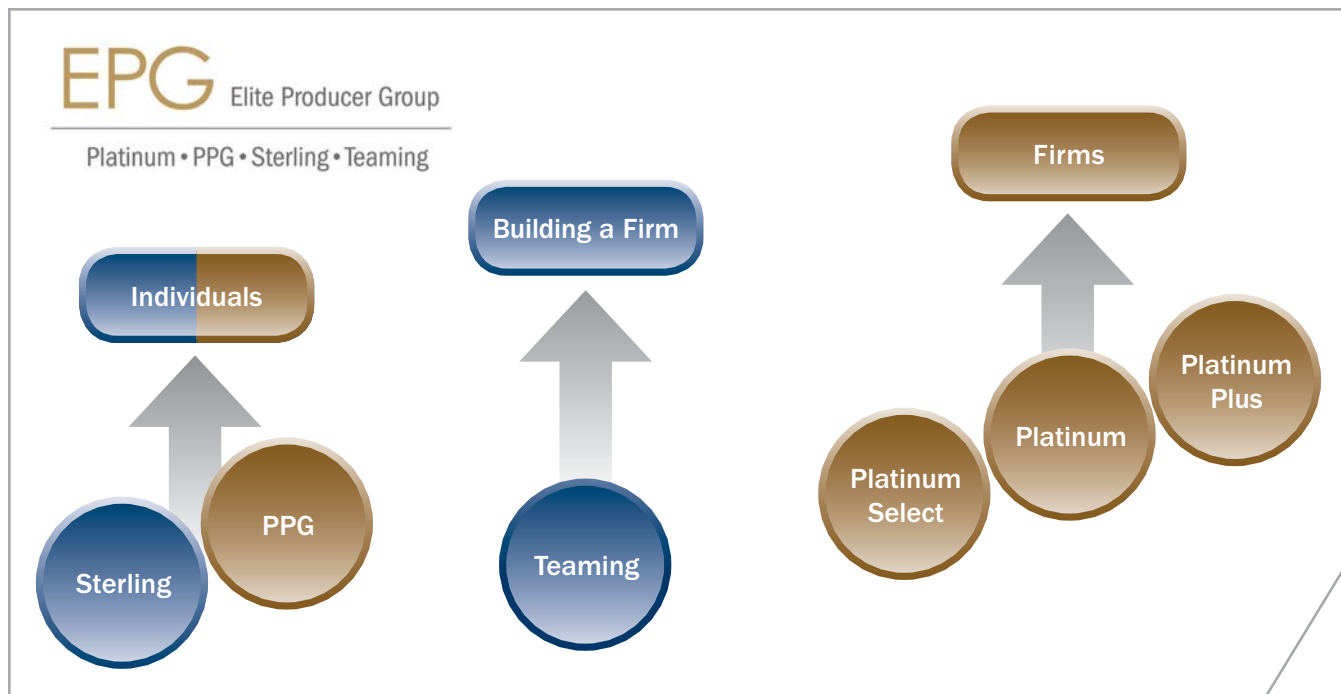 EPG Elite Producer Group
Platinum • PPG • Sterling • Teaming
Individuals
Sterling
PPG
Building a Firm
Teaming
Firms
Platinum
Select
Platinum
Platinum
Plus